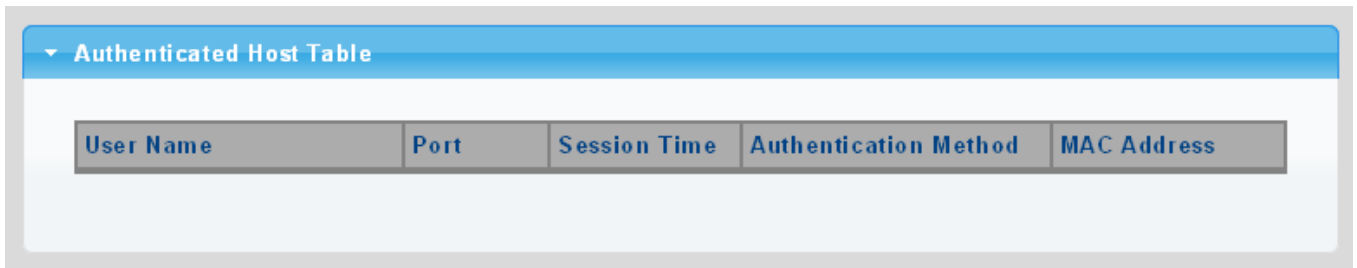 Authenticated Host Table
User Name Port Session Time Authentication Method MAC Address